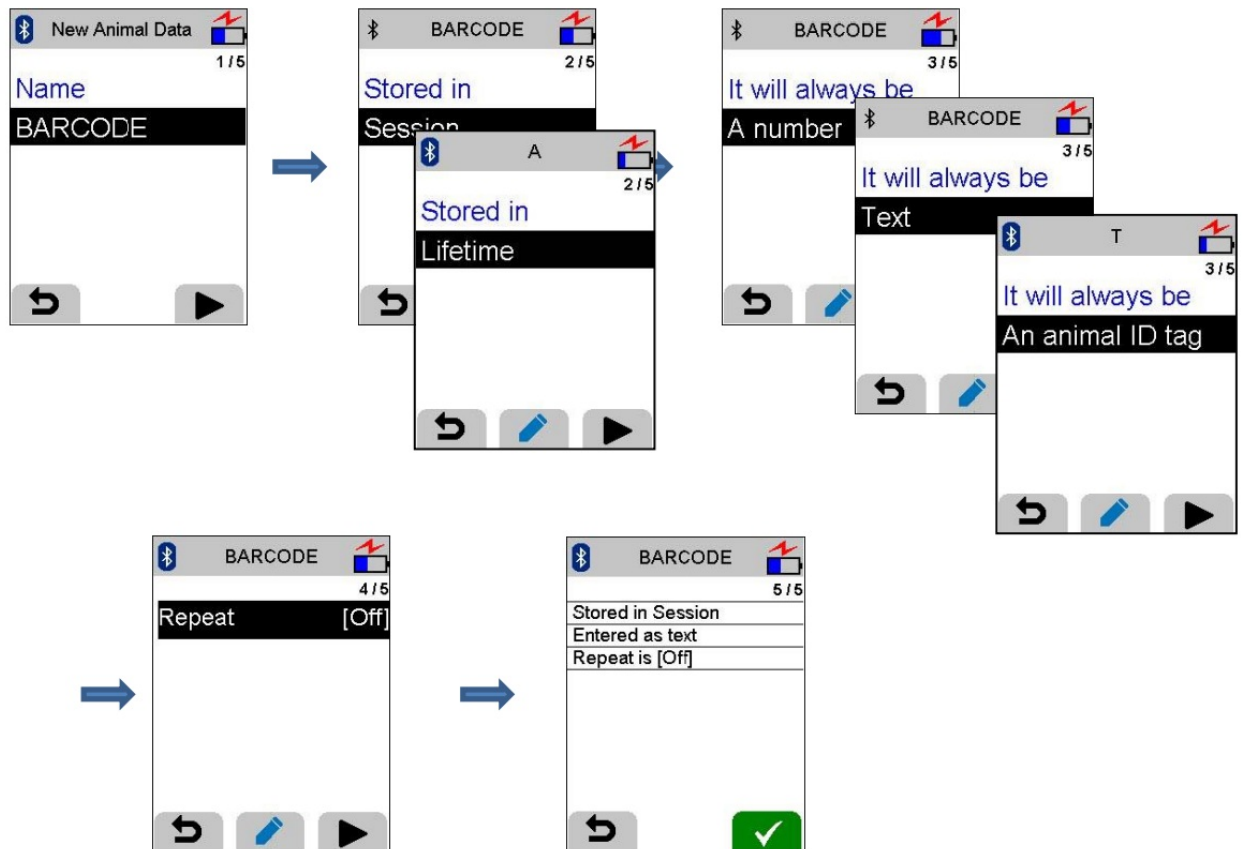 New Animal Data
1/5
Name
BARCODE
BARCODE
2/5
Stored in
Session
A
2/5
Stored in
Lifetime
BARCODE
3/5
It will always be
A number
BARCODE
3/5
It will always be
Text
T
3/5
It will always be
An animal ID tag
BARCODE
4/5
Repeat [Off]
BARCODE
5/5
Stored in Session
Entered as text
Repeat is [Off]